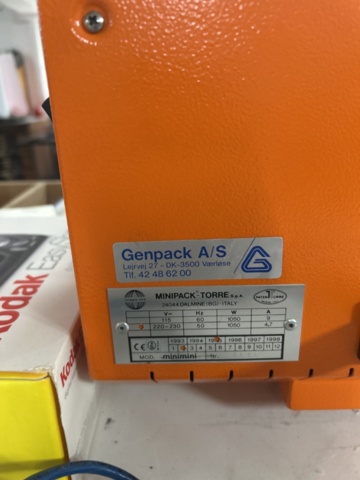 Genpack A/S
Lejrvej 27 - DK-3500 Værløse
Tlf. 42 48 62 00
MINIPACK-TORRE S.p.A.
24044 DALMINE (BG) - ITALY
V~ Hz W A
115 60 1050 9
220-230 50 1050 4,7
1993 1994 1995 1996 1997 1998
CE 1 3 4 5 6 7 8 9 10 11 12
MOD. minimini
Kodak
Kodak